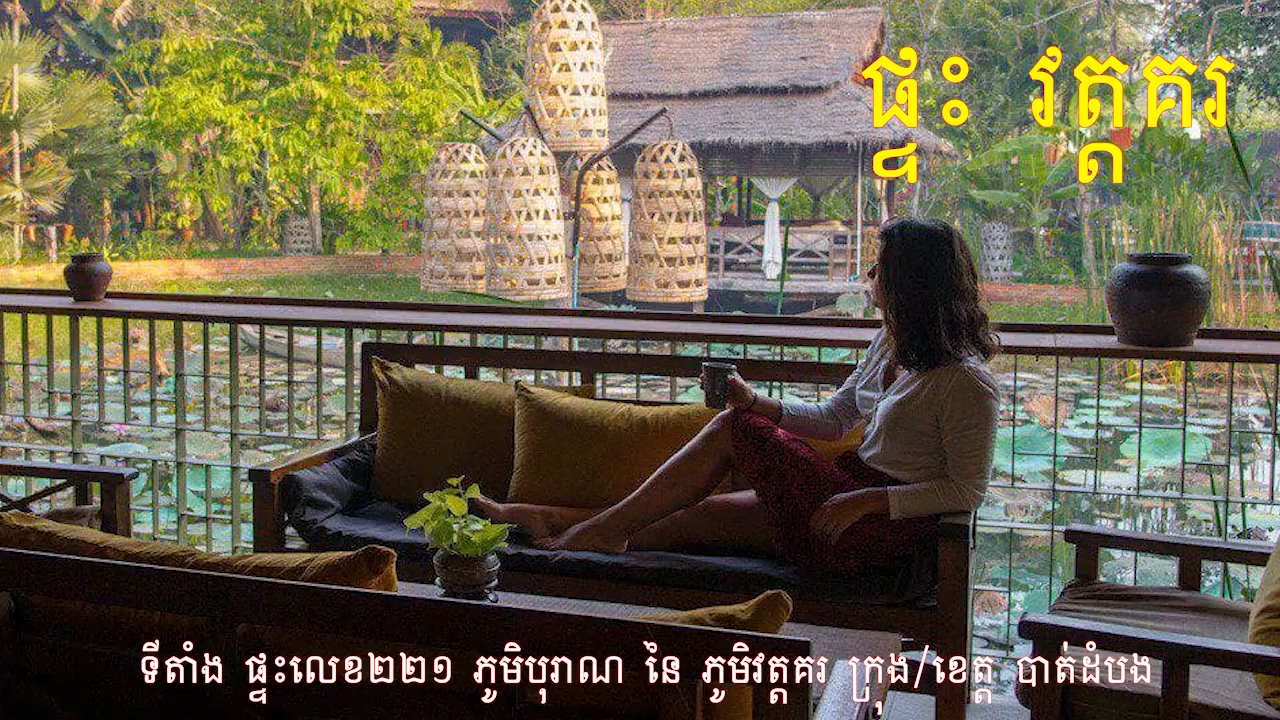 ផ្ទះ វត្តគរ
ទីតាំង ផ្ទះលេខ២២១ ភូមិបុរាណ នៃ ភូមិវត្តគរ ក្រុង/ខេត្ត បាត់ដំបង